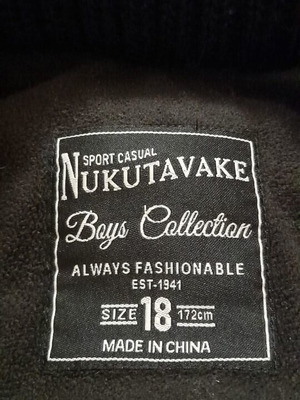 SPORT CASUAL
NUKUTAVAKE
Boys Collection
ALWAYS FASHIONABLE
EST-1941
SIZE 18 172cm
MADE IN CHINA